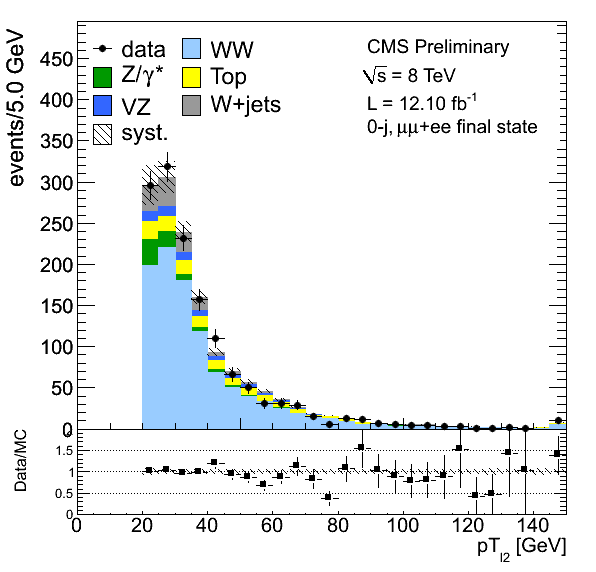 events/5.0 GeV
450
400
350
300
250
200
150
100
50
0
data
WW
Z/γ*
Top
VZ
W+jets
syst.
CMS Preliminary
√s = 8 TeV
L = 12.10 fb⁻¹
0-j, μμ+ee final state
Data/MC
2
1.5
1
0.5
0
0 20 40 60 80 100 120 140
pT_l2 [GeV]